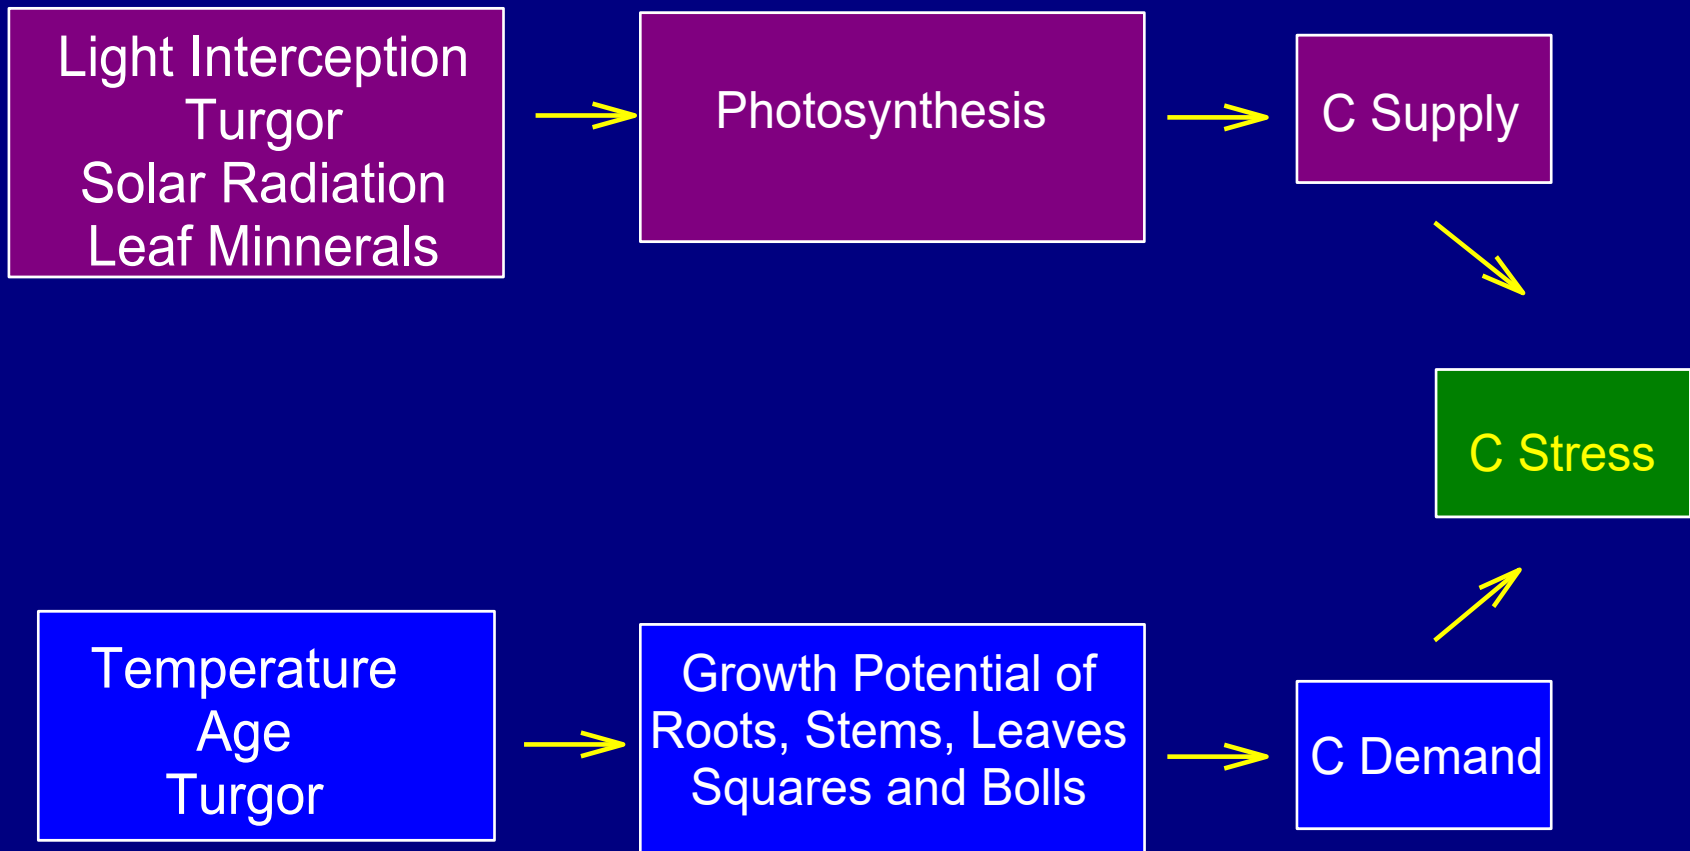 Light Interception
Turgor
Solar Radiation
Leaf Minnerals
Photosynthesis
C Supply
C Stress
Temperature
Age
Turgor
Growth Potential of
Roots, Stems, Leaves
Squares and Bolls
C Demand